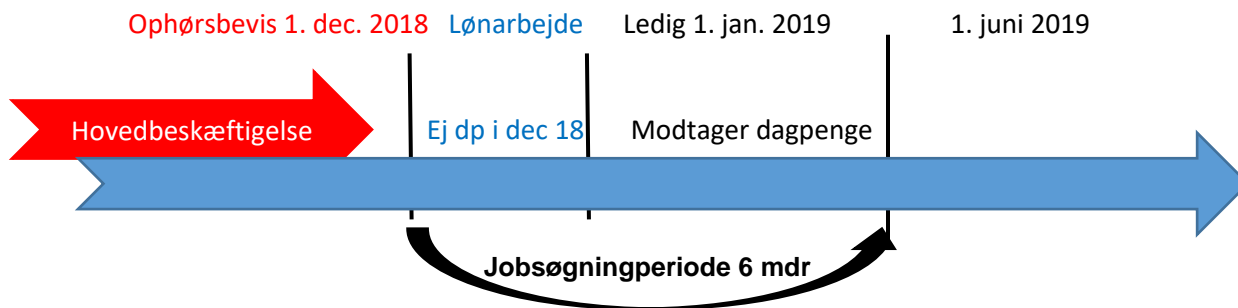 Ophørsbevis 1. dec. 2018 Lønarbejde Ledig 1. jan. 2019 1. juni 2019
Hovedbeskæftigelse Ej dp i dec 18 Modtager dagpenge
Jobsøgningperiode 6 mdr